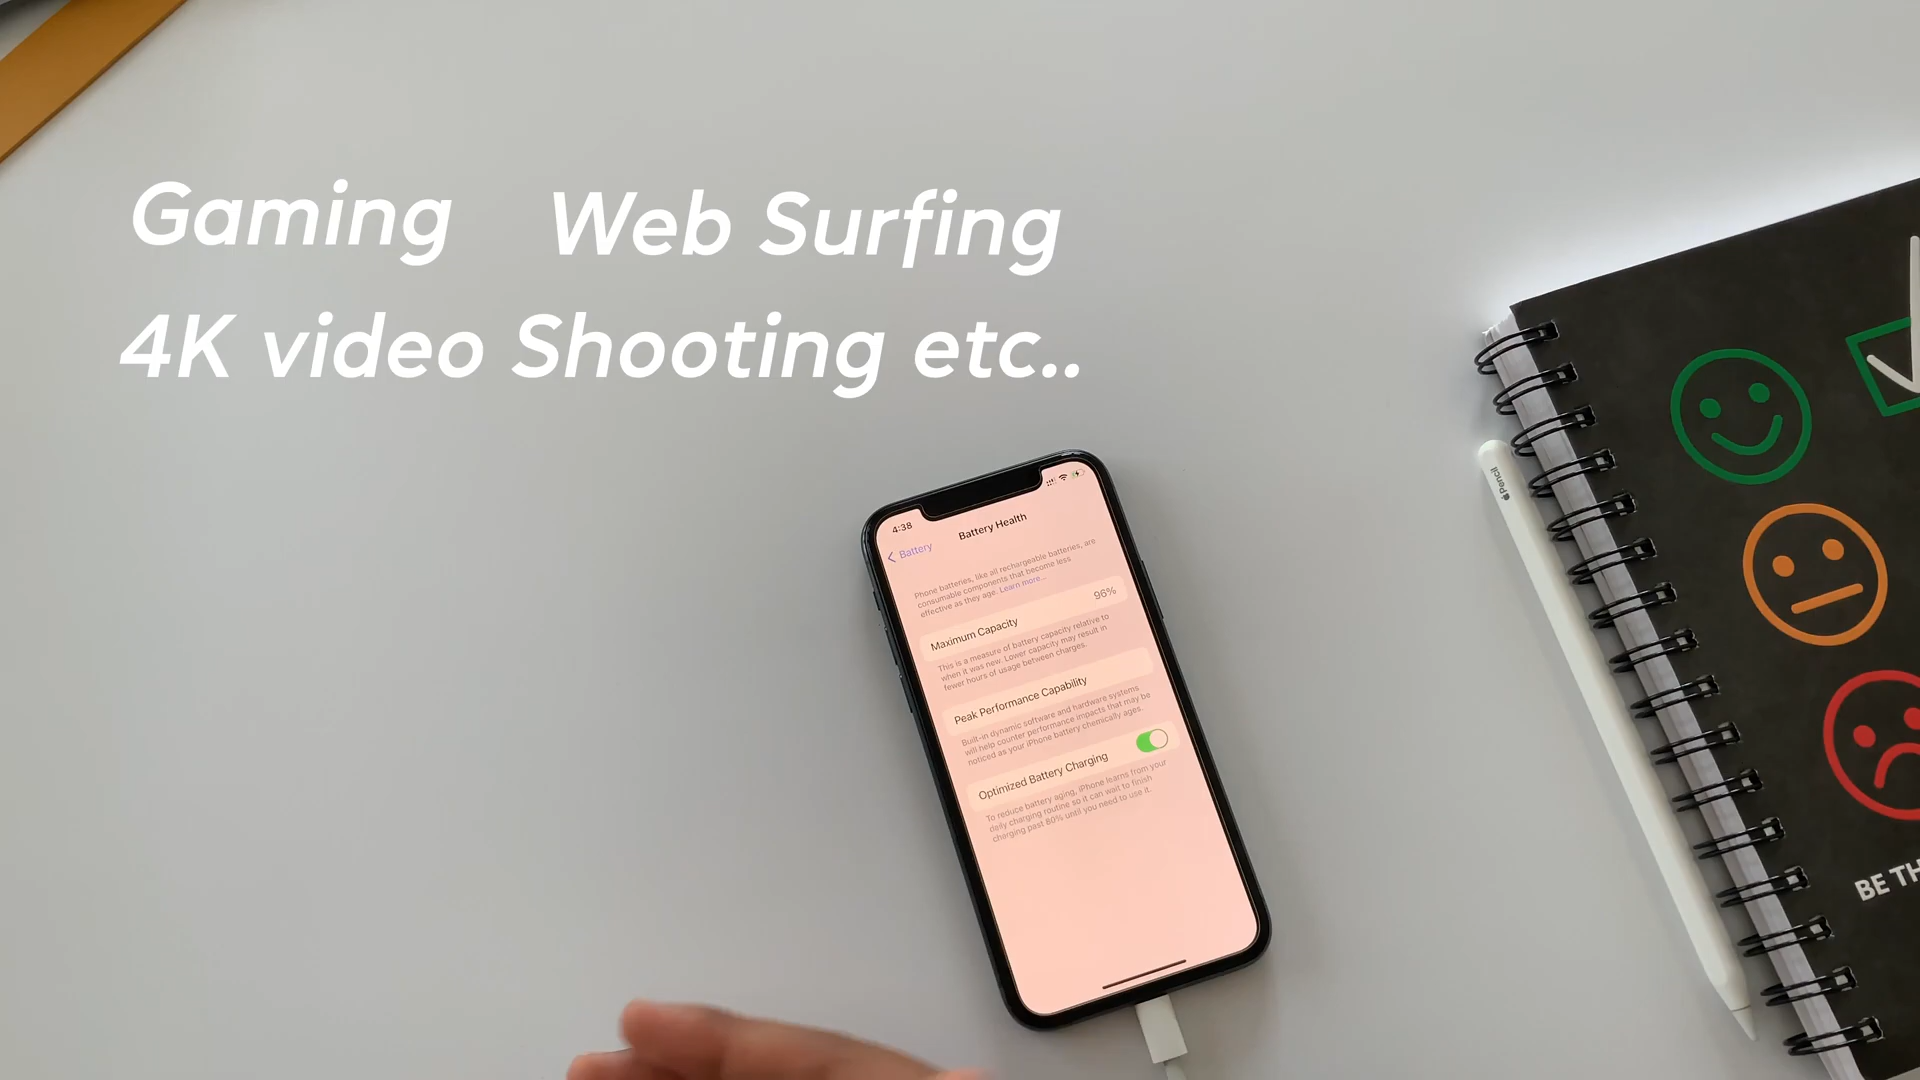 Gaming Web Surfing
4K video Shooting etc..
4:38
Battery
Battery Health
Phone batteries, like all rechargeable batteries, are
consumable components that become less
effective as they age. Learn more...
Maximum Capacity 96%
This is a measure of battery capacity relative to
when it was new. Lower capacity may result in
fewer hours of usage between charges.
Peak Performance Capability
Built-in dynamic software and hardware systems
will help counter performance impacts that may be
noticed as your iPhone battery chemically ages.
Optimized Battery Charging
To reduce battery aging, iPhone learns from your
daily charging routine so it can wait to finish
charging past 80% until you need to use it.
Pencil
BE TH